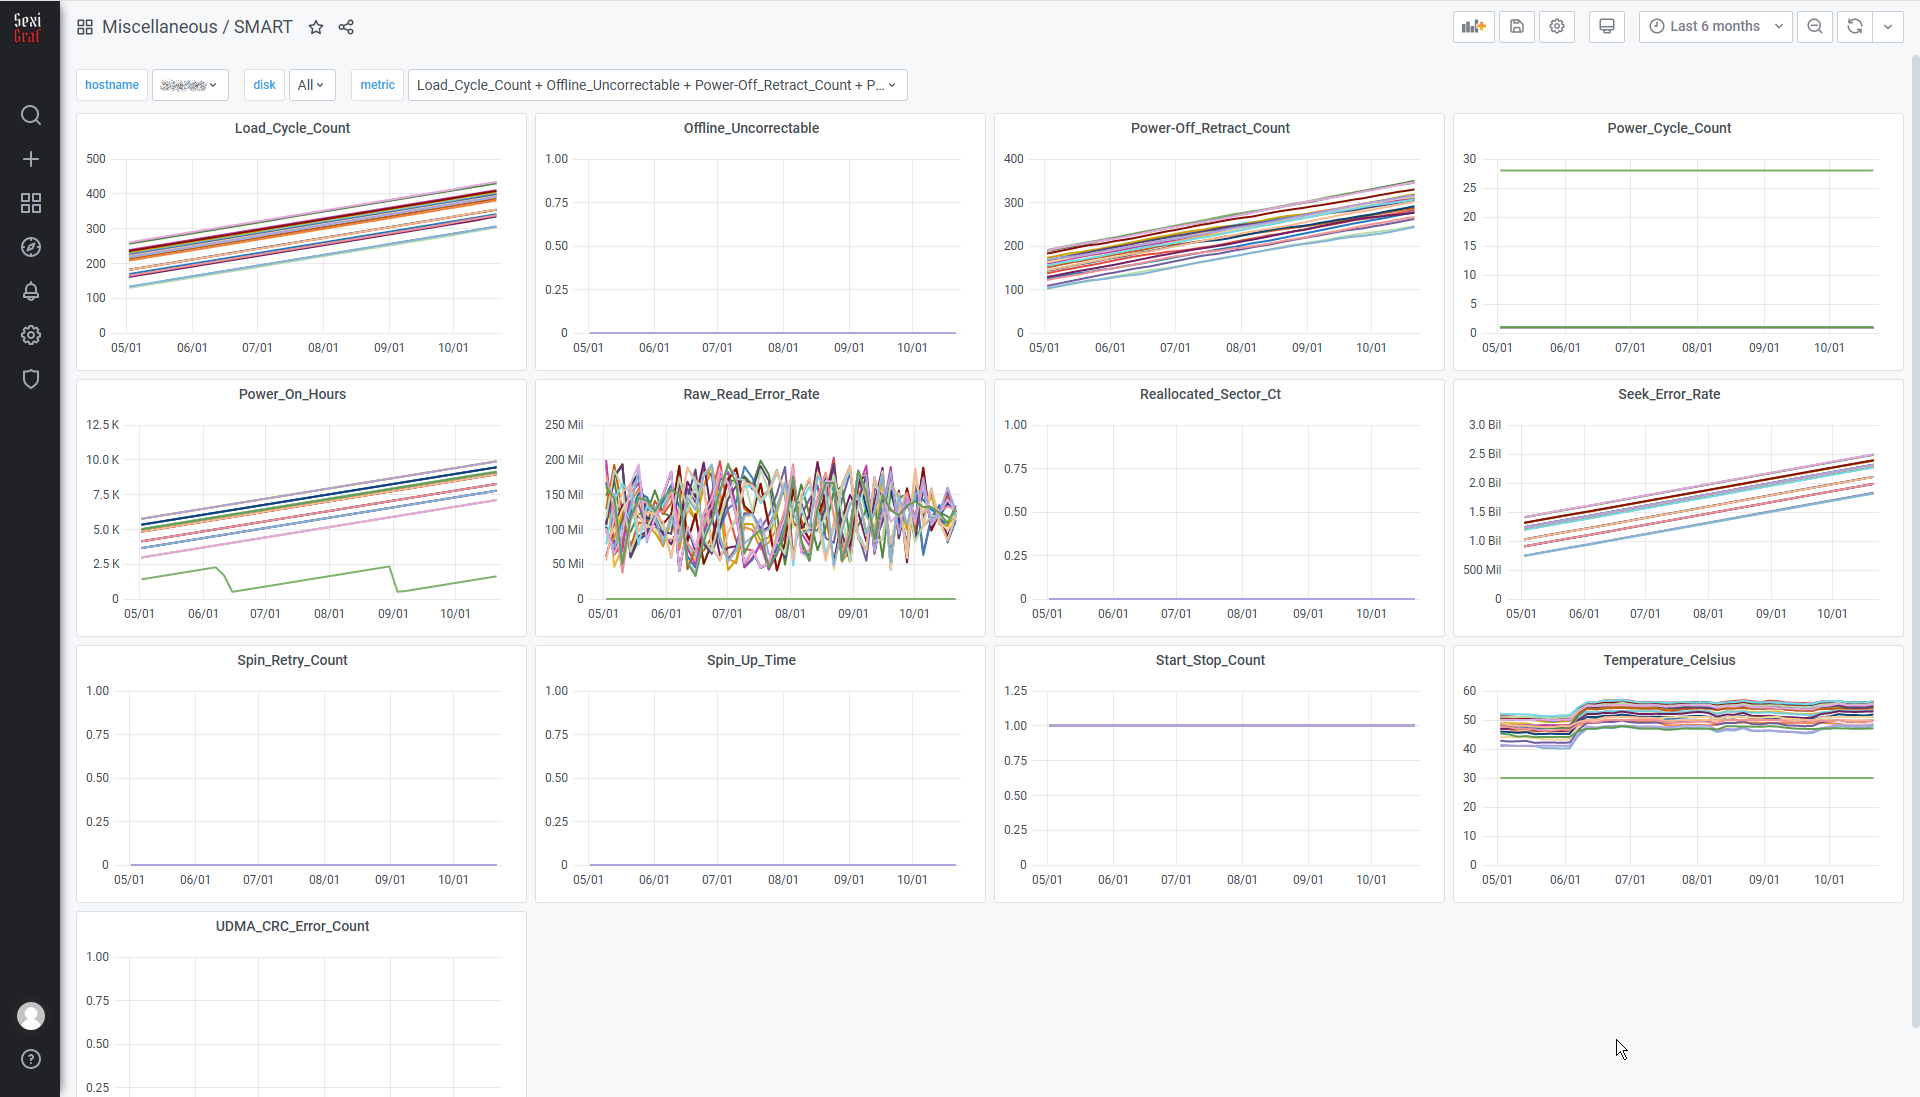 Sexi
Graf
Miscellaneous / SMART
Last 6 months
hostname
disk
All
metric
Load_Cycle_Count + Offline_Uncorrectable + Power-Off_Retract_Count + P...
Load_Cycle_Count
500
400
300
200
100
0
05/01 06/01 07/01 08/01 09/01 10/01
Offline_Uncorrectable
1.00
0.75
0.50
0.25
0
05/01 06/01 07/01 08/01 09/01 10/01
Power-Off_Retract_Count
400
300
200
100
0
05/01 06/01 07/01 08/01 09/01 10/01
Power_Cycle_Count
30
25
20
15
10
5
0
05/01 06/01 07/01 08/01 09/01 10/01
Power_On_Hours
12.5 K
10.0 K
7.5 K
5.0 K
2.5 K
0
05/01 06/01 07/01 08/01 09/01 10/01
Raw_Read_Error_Rate
250 Mil
200 Mil
150 Mil
100 Mil
50 Mil
0
05/01 06/01 07/01 08/01 09/01 10/01
Reallocated_Sector_Ct
1.00
0.75
0.50
0.25
0
05/01 06/01 07/01 08/01 09/01 10/01
Seek_Error_Rate
3.0 Bil
2.5 Bil
2.0 Bil
1.5 Bil
1.0 Bil
500 Mil
0
05/01 06/01 07/01 08/01 09/01 10/01
Spin_Retry_Count
1.00
0.75
0.50
0.25
0
05/01 06/01 07/01 08/01 09/01 10/01
Spin_Up_Time
1.00
0.75
0.50
0.25
0
05/01 06/01 07/01 08/01 09/01 10/01
Start_Stop_Count
1.25
1.00
0.75
0.50
0.25
0
05/01 06/01 07/01 08/01 09/01 10/01
Temperature_Celsius
60
50
40
30
20
10
0
05/01 06/01 07/01 08/01 09/01 10/01
UDMA_CRC_Error_Count
1.00
0.75
0.50
0.25